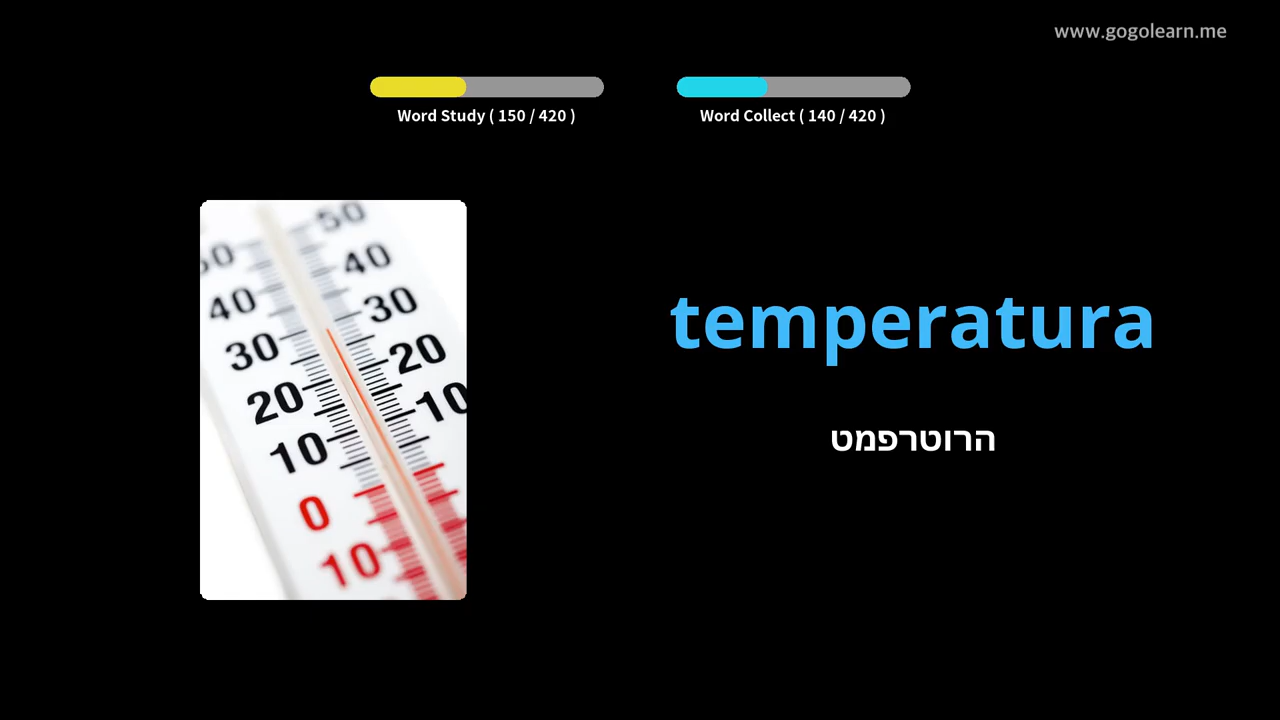 www.gogolearn.me
Word Study ( 150 / 420 )
Word Collect ( 140 / 420 )
50
40 40
30 30
20 20
10 10
0
10
temperatura
הרוטרפמט